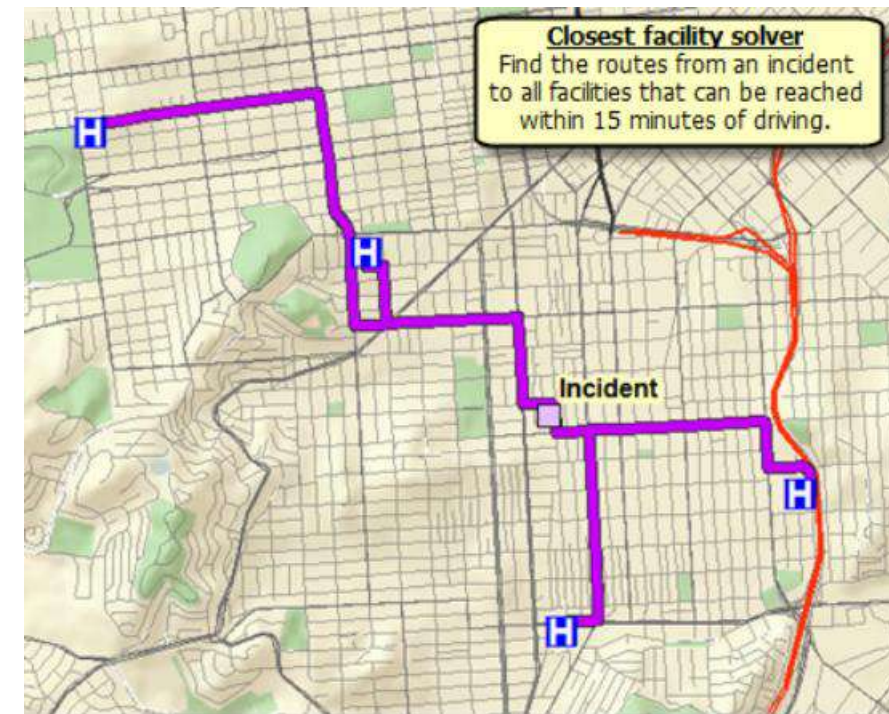 Closest facility solver
Find the routes from an incident
to all facilities that can be reached
within 15 minutes of driving.
H
H
Incident
H
H